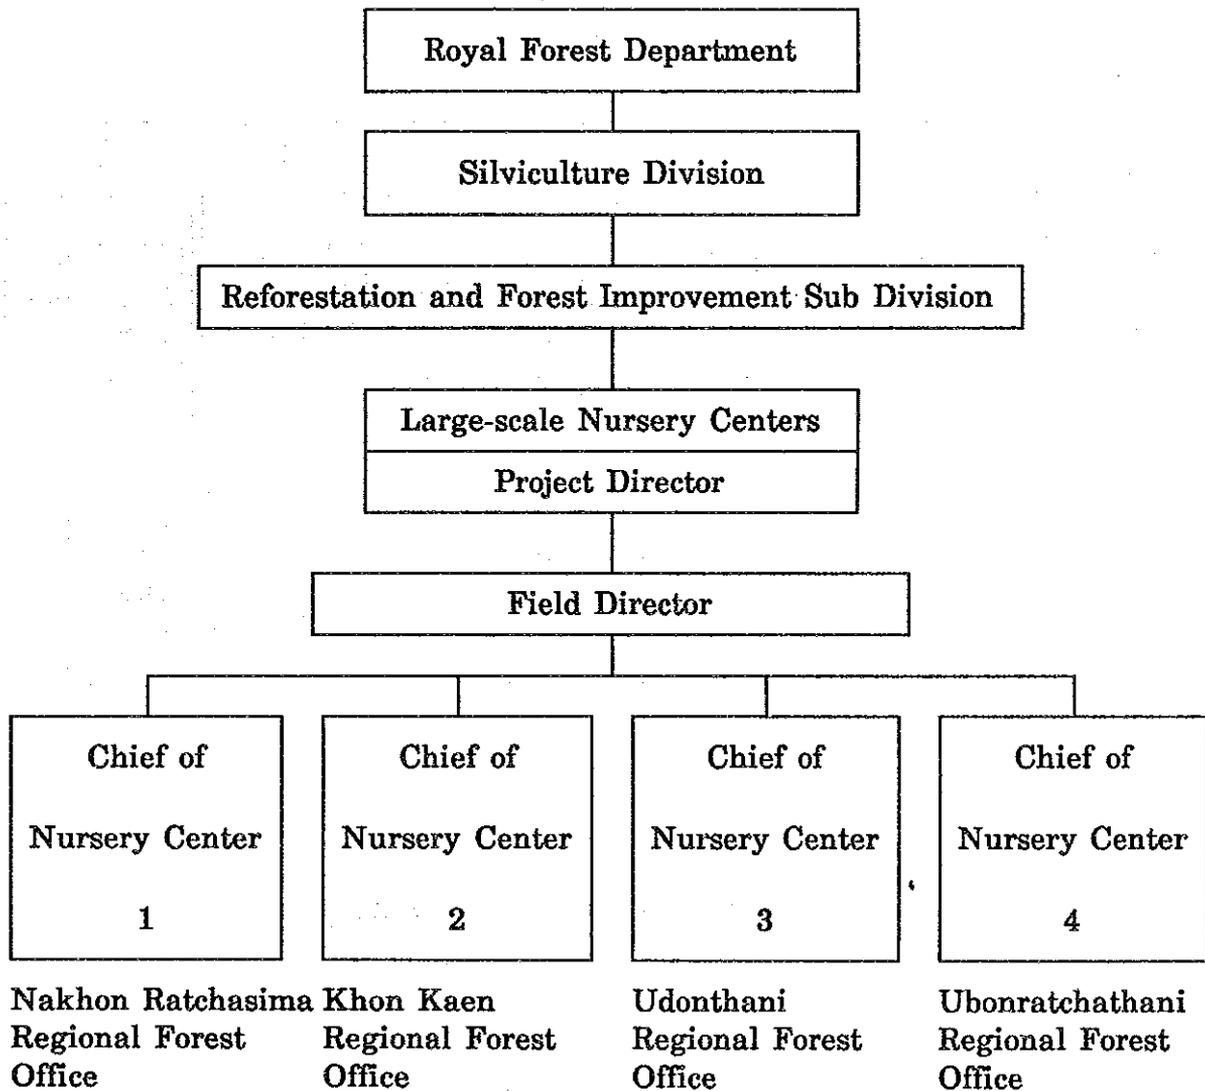 Royal Forest Department
Silviculture Division
Reforestation and Forest Improvement Sub Division
Large-scale Nursery Centers
Project Director
Field Director
Chief of
Nursery Center
1
Chief of
Nursery Center
2
Chief of
Nursery Center
3
Chief of
Nursery Center
4
Nakhon Ratchasima
Regional Forest
Office
Khon Kaen
Regional Forest
Office
Udonthani
Regional Forest
Office
Ubonratchathani
Regional Forest
Office